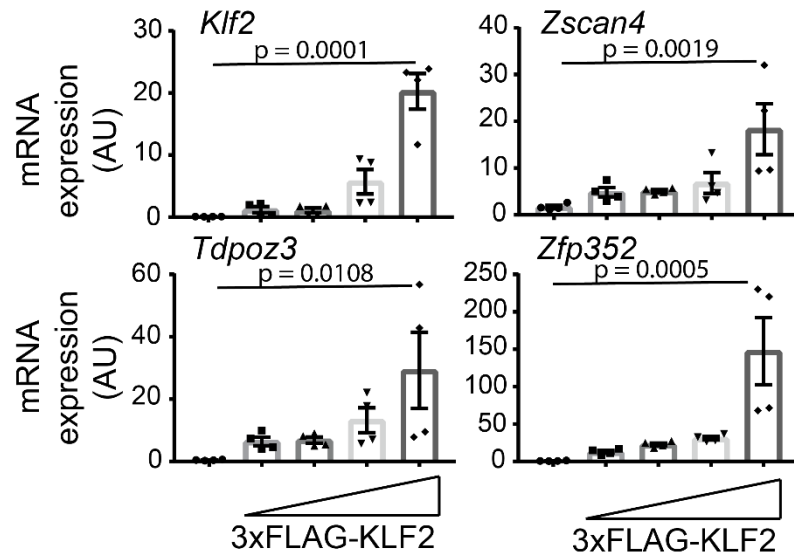 Klf2
p = 0.0001
mRNA
expression
(AU)
30
20
10
0
Zscan4
p = 0.0019
40
30
20
10
0
Tdpoz3
p = 0.0108
mRNA
expression
(AU)
60
40
20
0
Zfp352
p = 0.0005
250
200
150
100
50
0
3xFLAG-KLF2
3xFLAG-KLF2